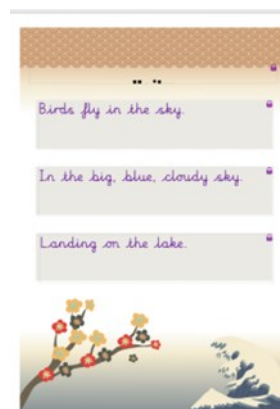 Birds fly in the sky.
In the big, blue, cloudy sky.
Landing on the lake.